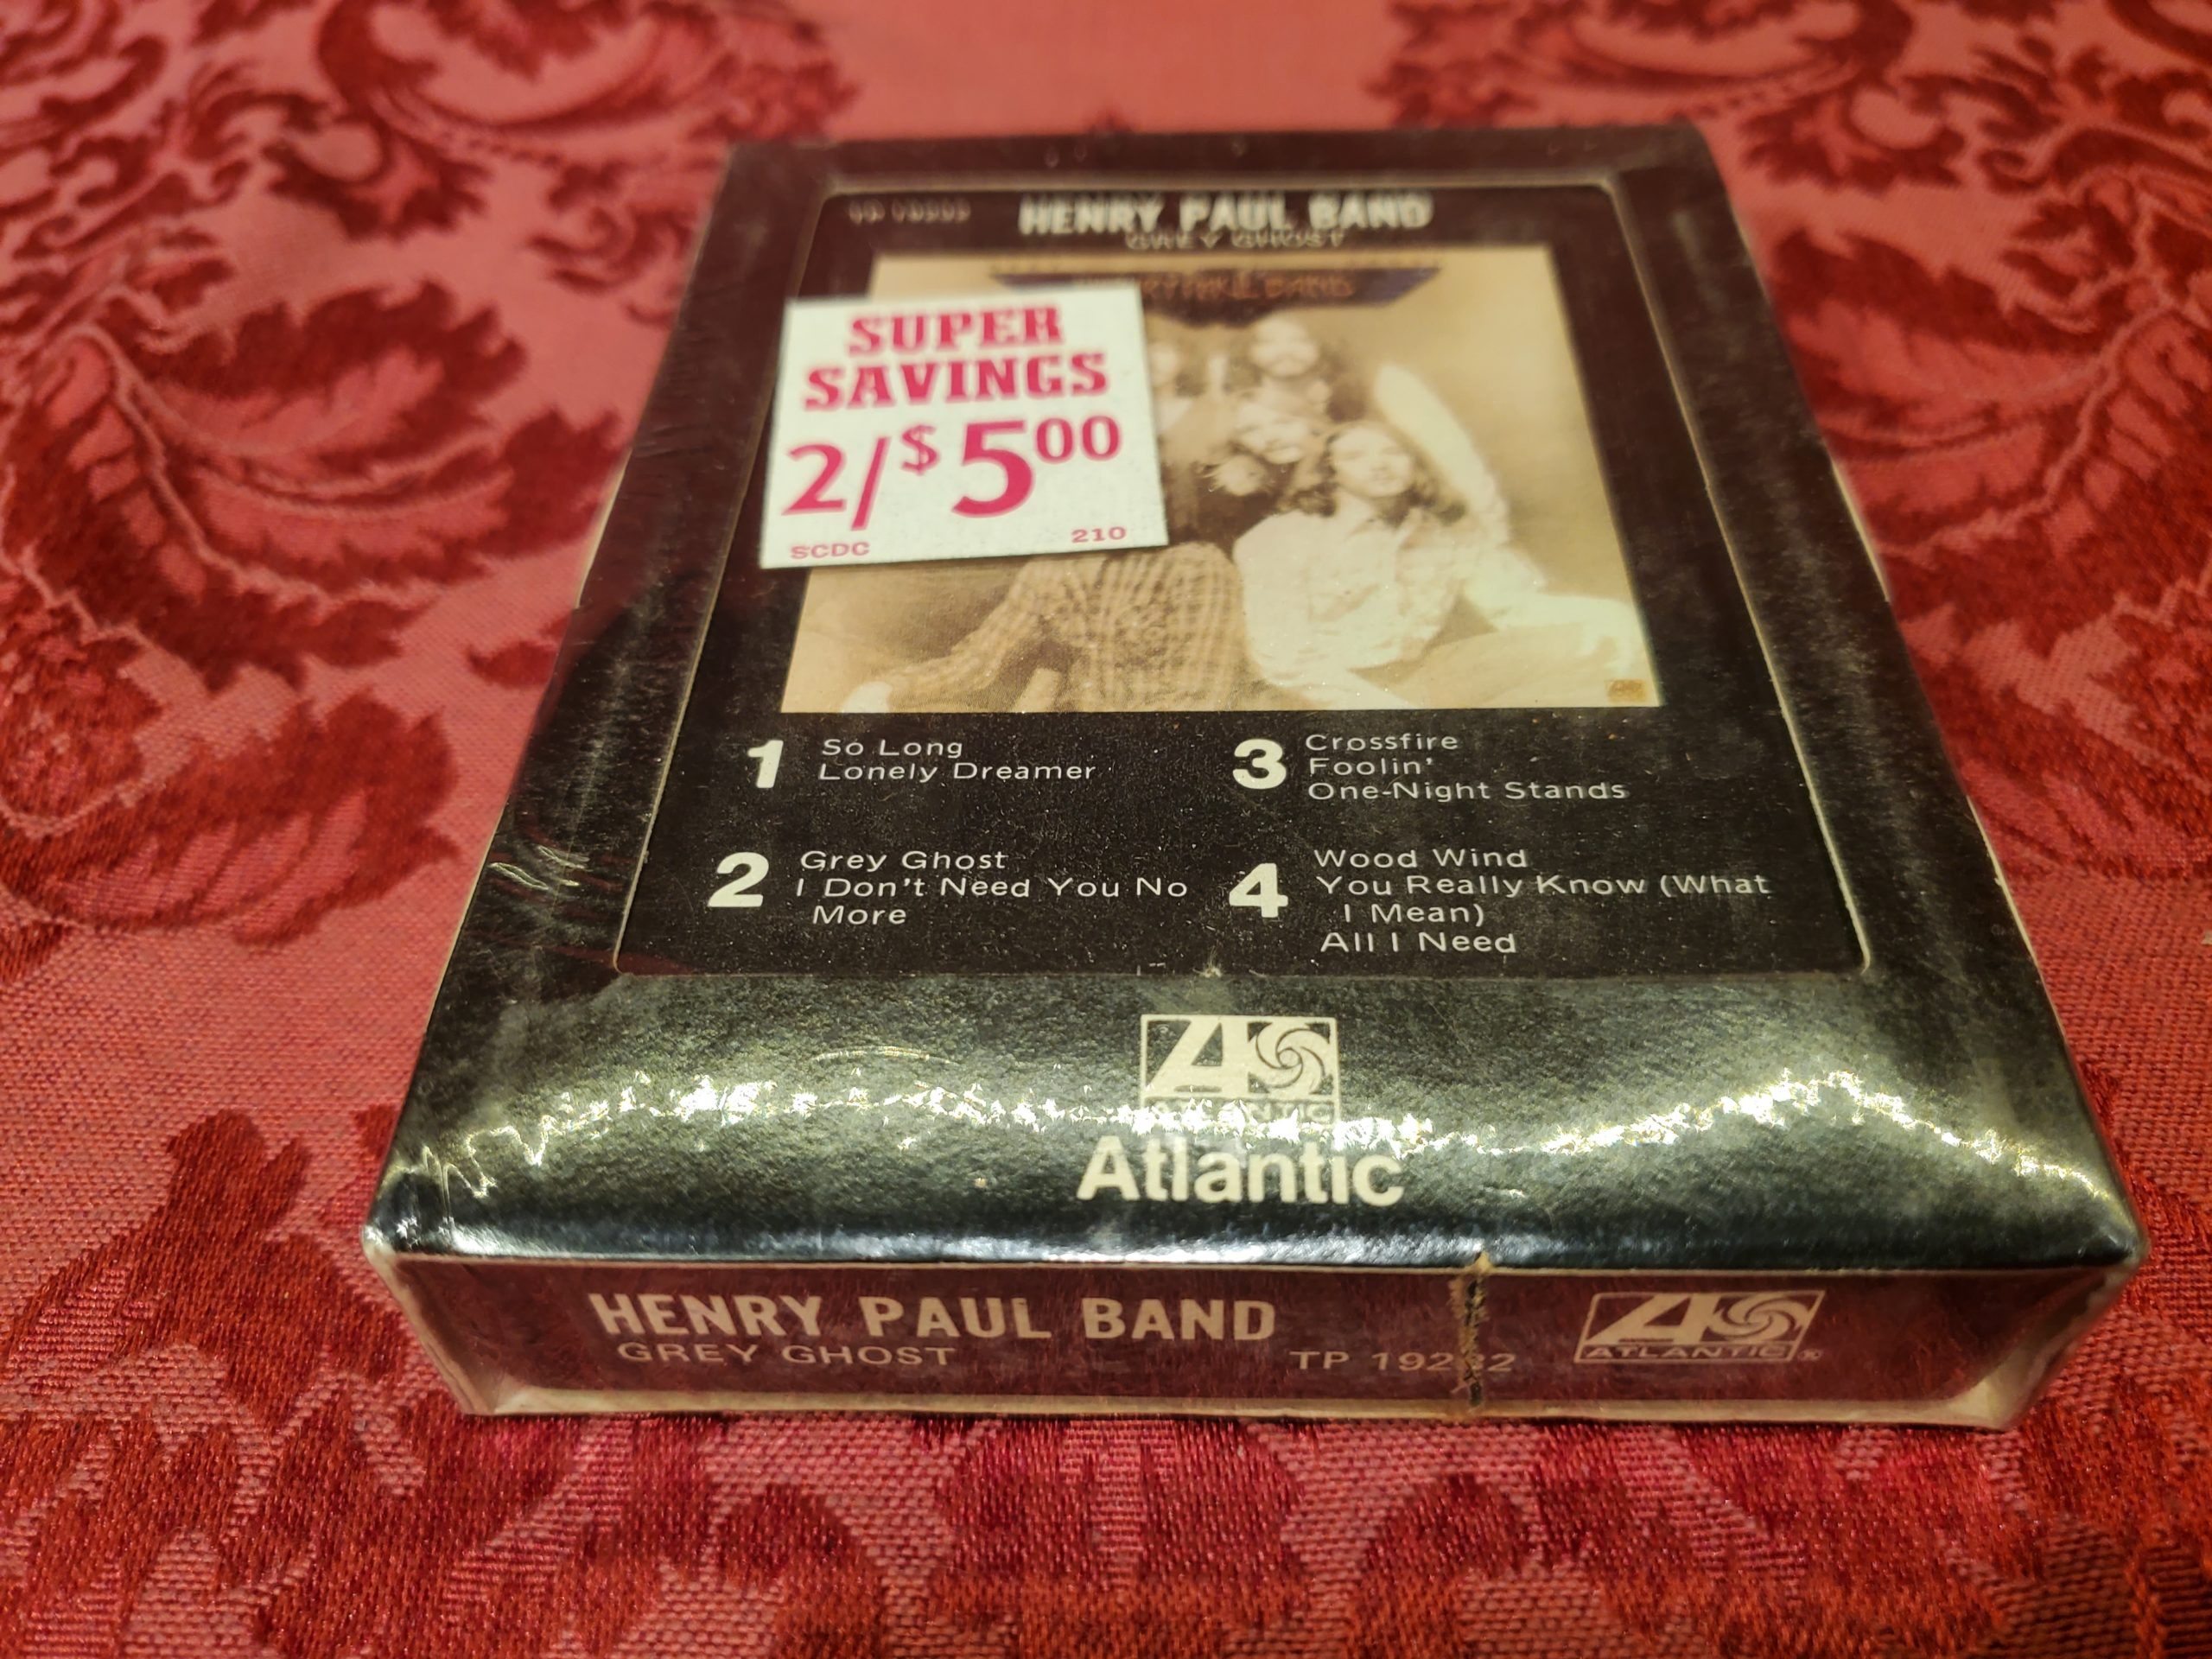 HENRY PAUL BAND
GREY GHOST
SUPER
SAVINGS
2/$5.00
SCDC 210
1 So Long
Lonely Dreamer
2 Grey Ghost
I Don't Need You No
More
3 Crossfire
Foolin'
One-Night Stands
4 Wood Wind
You Really Know (What
I Mean)
All I Need
ATLANTIC
Atlantic
HENRY PAUL BAND
GREY GHOST
TP
ATLANTIC®